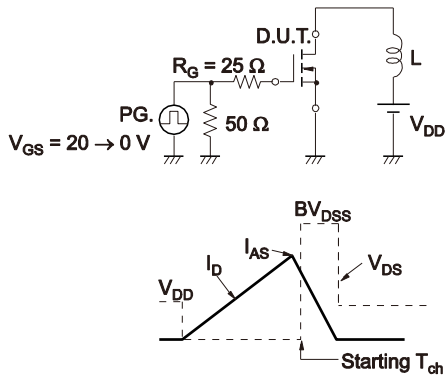 D.U.T.
R_G = 25 Ω
L
PG.
50 Ω
V_DD
V_GS = 20 → 0 V
BV_DSS
I_AS
V_DS
I_D
V_DD
Starting T_ch